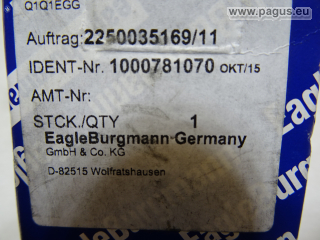 © www.pagus.eu
Q1Q1EGG
Auftrag:2250035169/11
IDENT-Nr. 1000781070 OKT/15
AMT-Nr:
STCK./QTY 1
EagleBurgmann Germany
GmbH & Co. KG
D-82515 Wolfratshausen